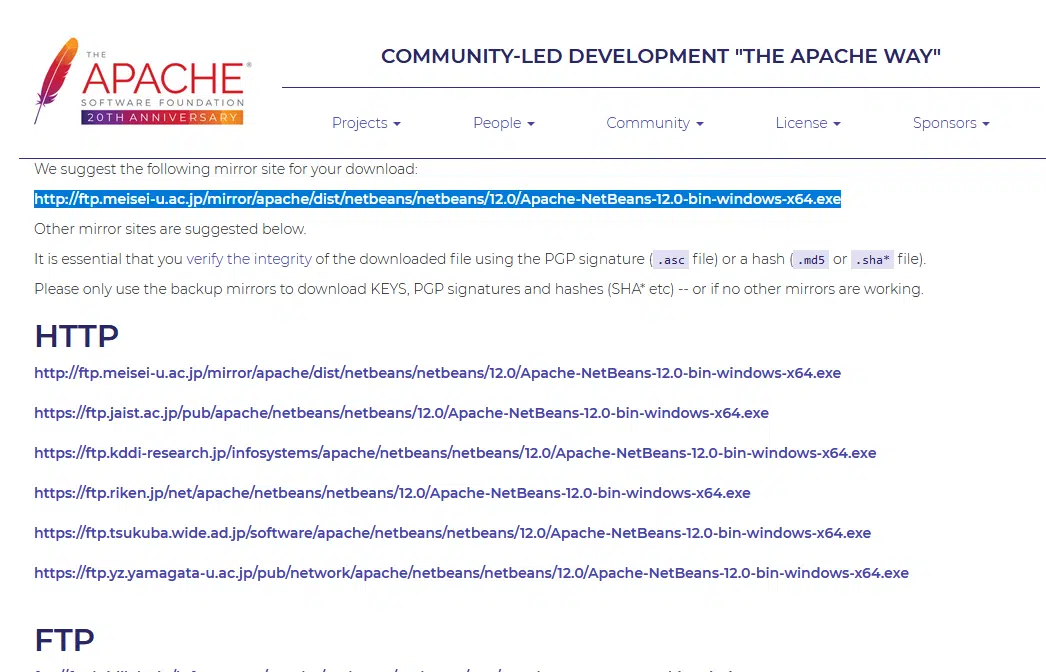 THE
APACHE®
SOFTWARE FOUNDATION
20TH ANNIVERSARY
COMMUNITY-LED DEVELOPMENT "THE APACHE WAY"
Projects People Community License Sponsors
We suggest the following mirror site for your download:
http://ftp.meisei-u.ac.jp/mirror/apache/dist/netbeans/netbeans/12.0/Apache-NetBeans-12.0-bin-windows-x64.exe
Other mirror sites are suggested below.
It is essential that you verify the integrity of the downloaded file using the PGP signature (.asc file) or a hash (.md5 or .sha* file).
Please only use the backup mirrors to download KEYS, PGP signatures and hashes (SHA* etc) -- or if no other mirrors are working.
HTTP
http://ftp.meisei-u.ac.jp/mirror/apache/dist/netbeans/netbeans/12.0/Apache-NetBeans-12.0-bin-windows-x64.exe
https://ftp.jaist.ac.jp/pub/apache/netbeans/netbeans/12.0/Apache-NetBeans-12.0-bin-windows-x64.exe
https://ftp.kddi-research.jp/infosystems/apache/netbeans/netbeans/12.0/Apache-NetBeans-12.0-bin-windows-x64.exe
https://ftp.riken.jp/net/apache/netbeans/netbeans/12.0/Apache-NetBeans-12.0-bin-windows-x64.exe
https://ftp.tsukuba.wide.ad.jp/software/apache/netbeans/netbeans/12.0/Apache-NetBeans-12.0-bin-windows-x64.exe
https://ftp.yz.yamagata-u.ac.jp/pub/network/apache/netbeans/netbeans/12.0/Apache-NetBeans-12.0-bin-windows-x64.exe
FTP